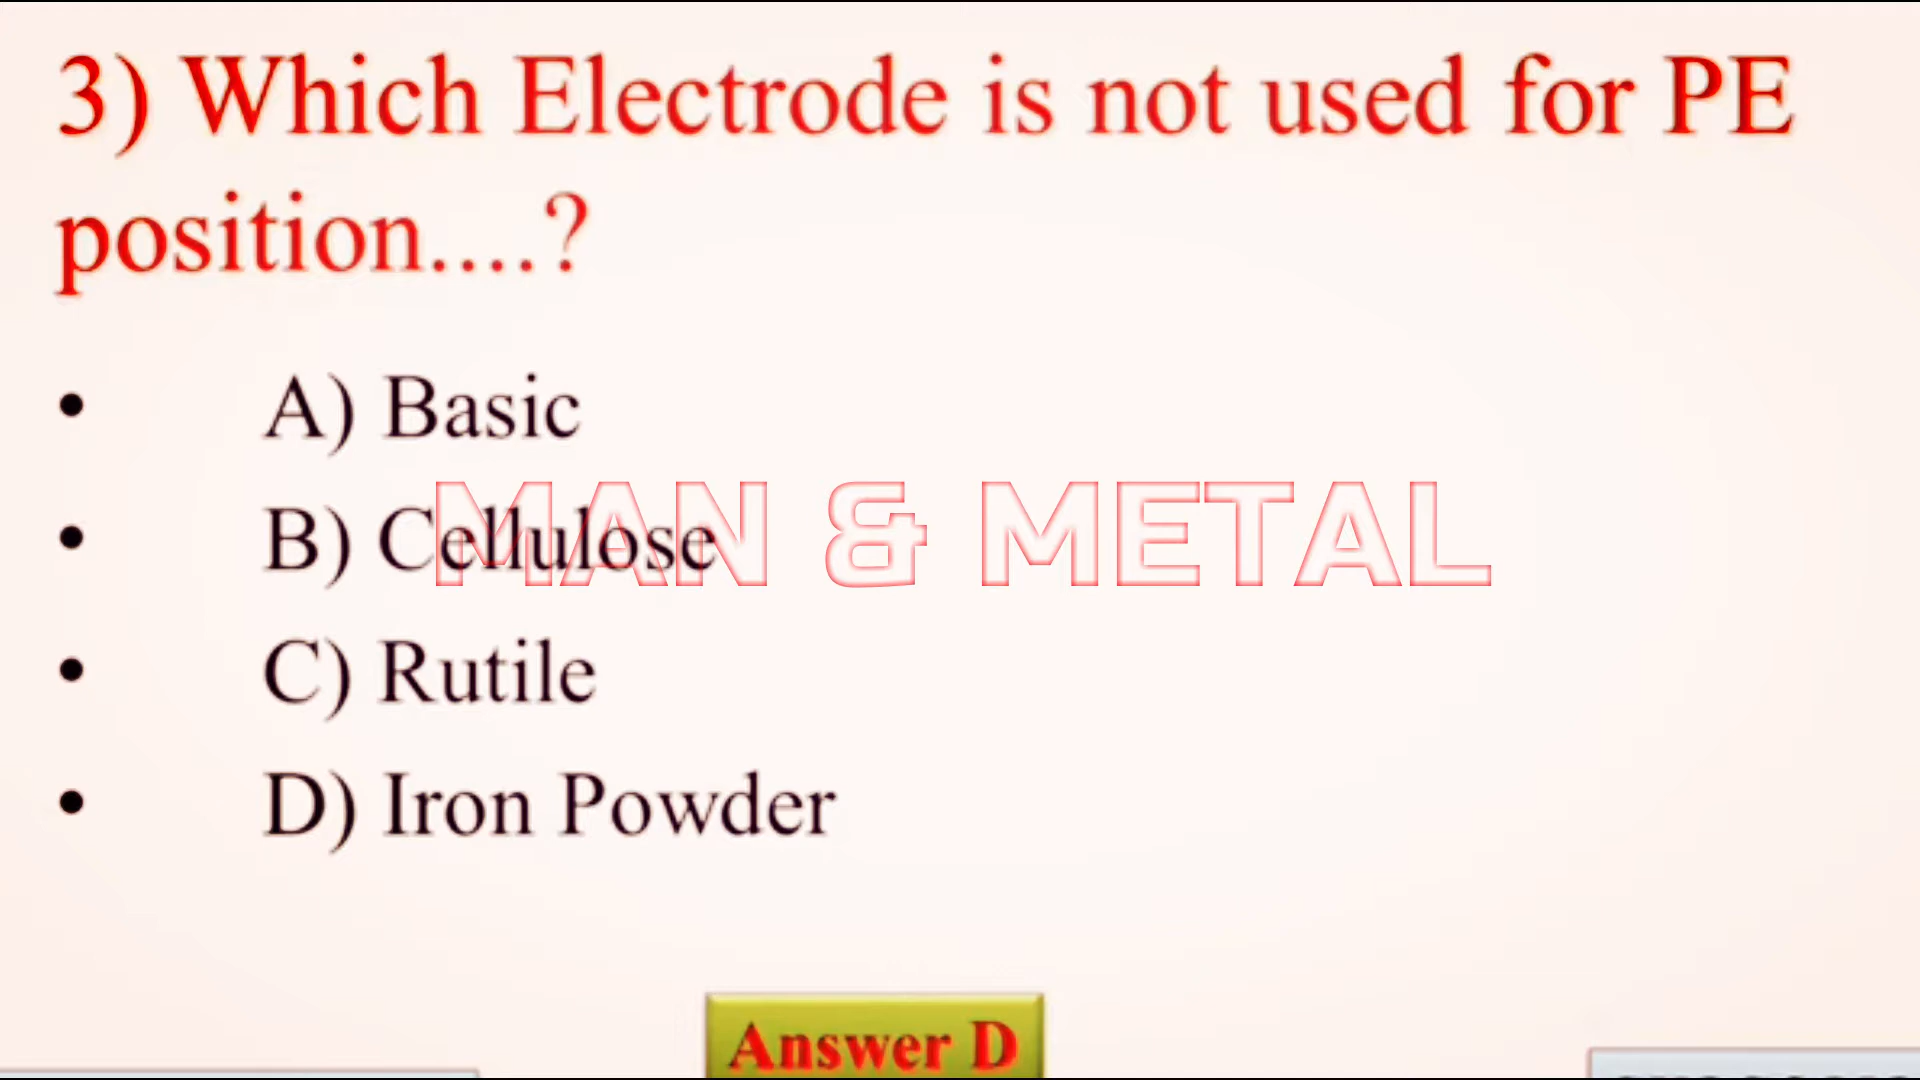 3) Which Electrode is not used for PE
position....?
• A) Basic
• B) Cellulose
MAN & METAL
• C) Rutile
• D) Iron Powder
Answer D